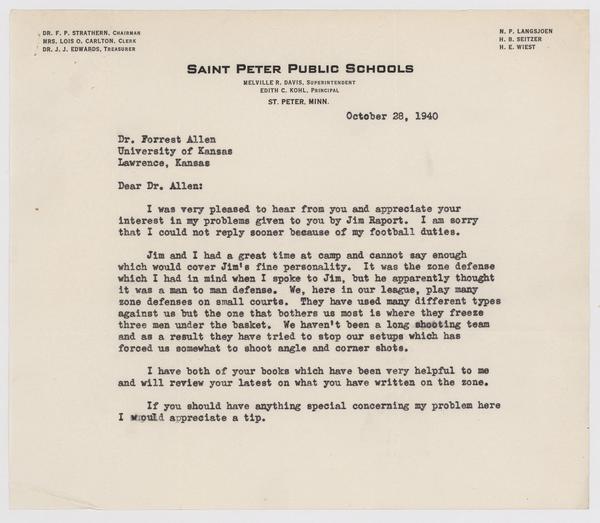 DR. F. P. STRATHERN, CHAIRMAN
MRS. LOIS O. CARLTON, CLERK
DR. J. J. EDWARDS, TREASURER
N. P. LANGSJOEN
H. B. SEITZER
H. E. WIEST
SAINT PETER PUBLIC SCHOOLS
MELVILLE R. DAVIS, SUPERINTENDENT
EDITH C. KOHL, PRINCIPAL
ST. PETER, MINN.
October 28, 1940
Dr. Forrest Allen
University of Kansas
Lawrence, Kansas
Dear Dr. Allen:
I was very pleased to hear from you and appreciate your
interest in my problems given to you by Jim Raport. I am sorry
that I could not reply sooner because of my football duties.
Jim and I had a great time at camp and cannot say enough
which would cover Jim's fine personality. It was the zone defense
which I had in mind when I spoke to Jim, but he apparently thought
it was a man to man defense. We, here in our league, play many
zone defenses on small courts. They have used many different types
against us but the one that bothers us most is where they freeze
three men under the basket. We haven't been a long shooting team
and as a result they have tried to stop our setups which has
forced us somewhat to shoot angle and corner shots.
I have both of your books which have been very helpful to me
and will review your latest on what you have written on the zone.
If you should have anything special concerning my problem here
I would appreciate a tip.